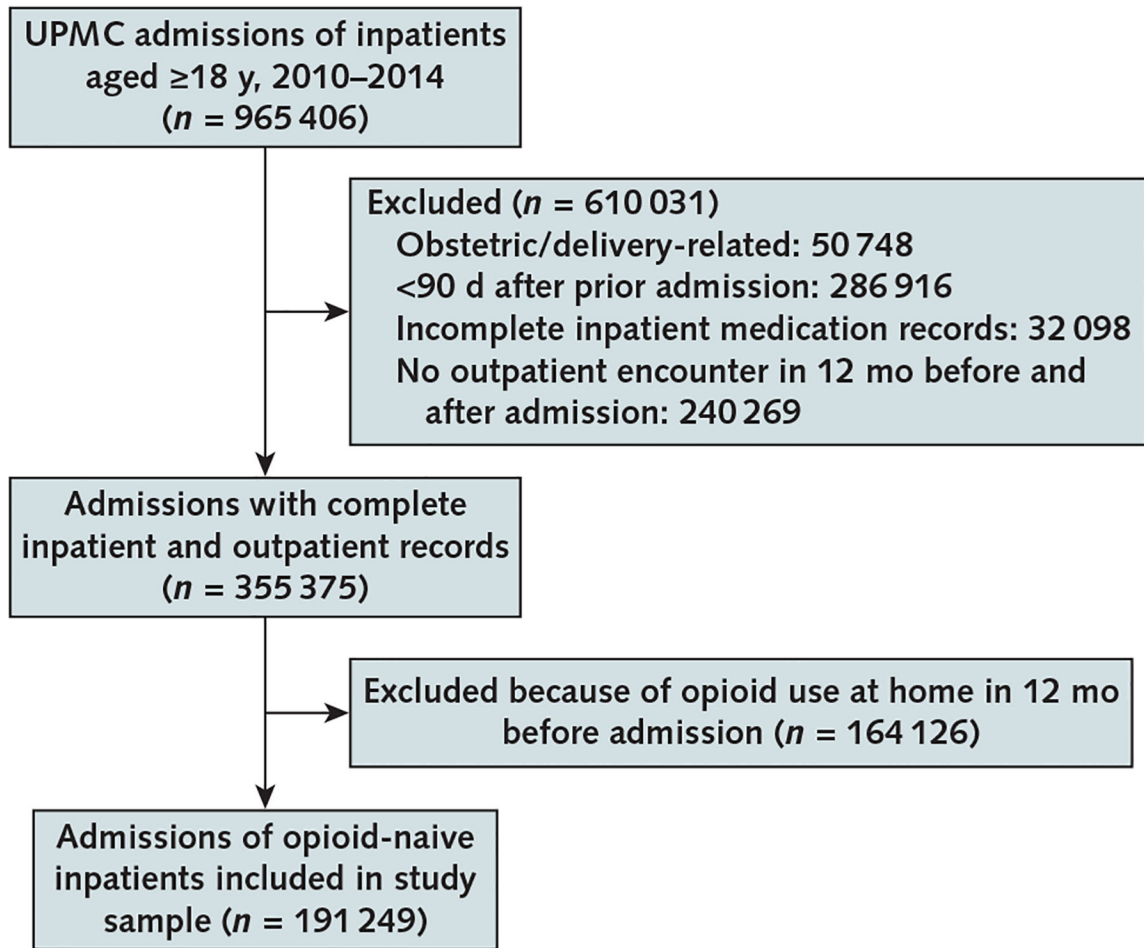 UPMC admissions of inpatients
aged ≥18 y, 2010–2014
(n = 965 406)
Excluded (n = 610 031)
Obstetric/delivery-related: 50 748
<90 d after prior admission: 286 916
Incomplete inpatient medication records: 32 098
No outpatient encounter in 12 mo before and
after admission: 240 269
Admissions with complete
inpatient and outpatient records
(n = 355 375)
Excluded because of opioid use at home in 12 mo
before admission (n = 164 126)
Admissions of opioid-naive
inpatients included in study
sample (n = 191 249)